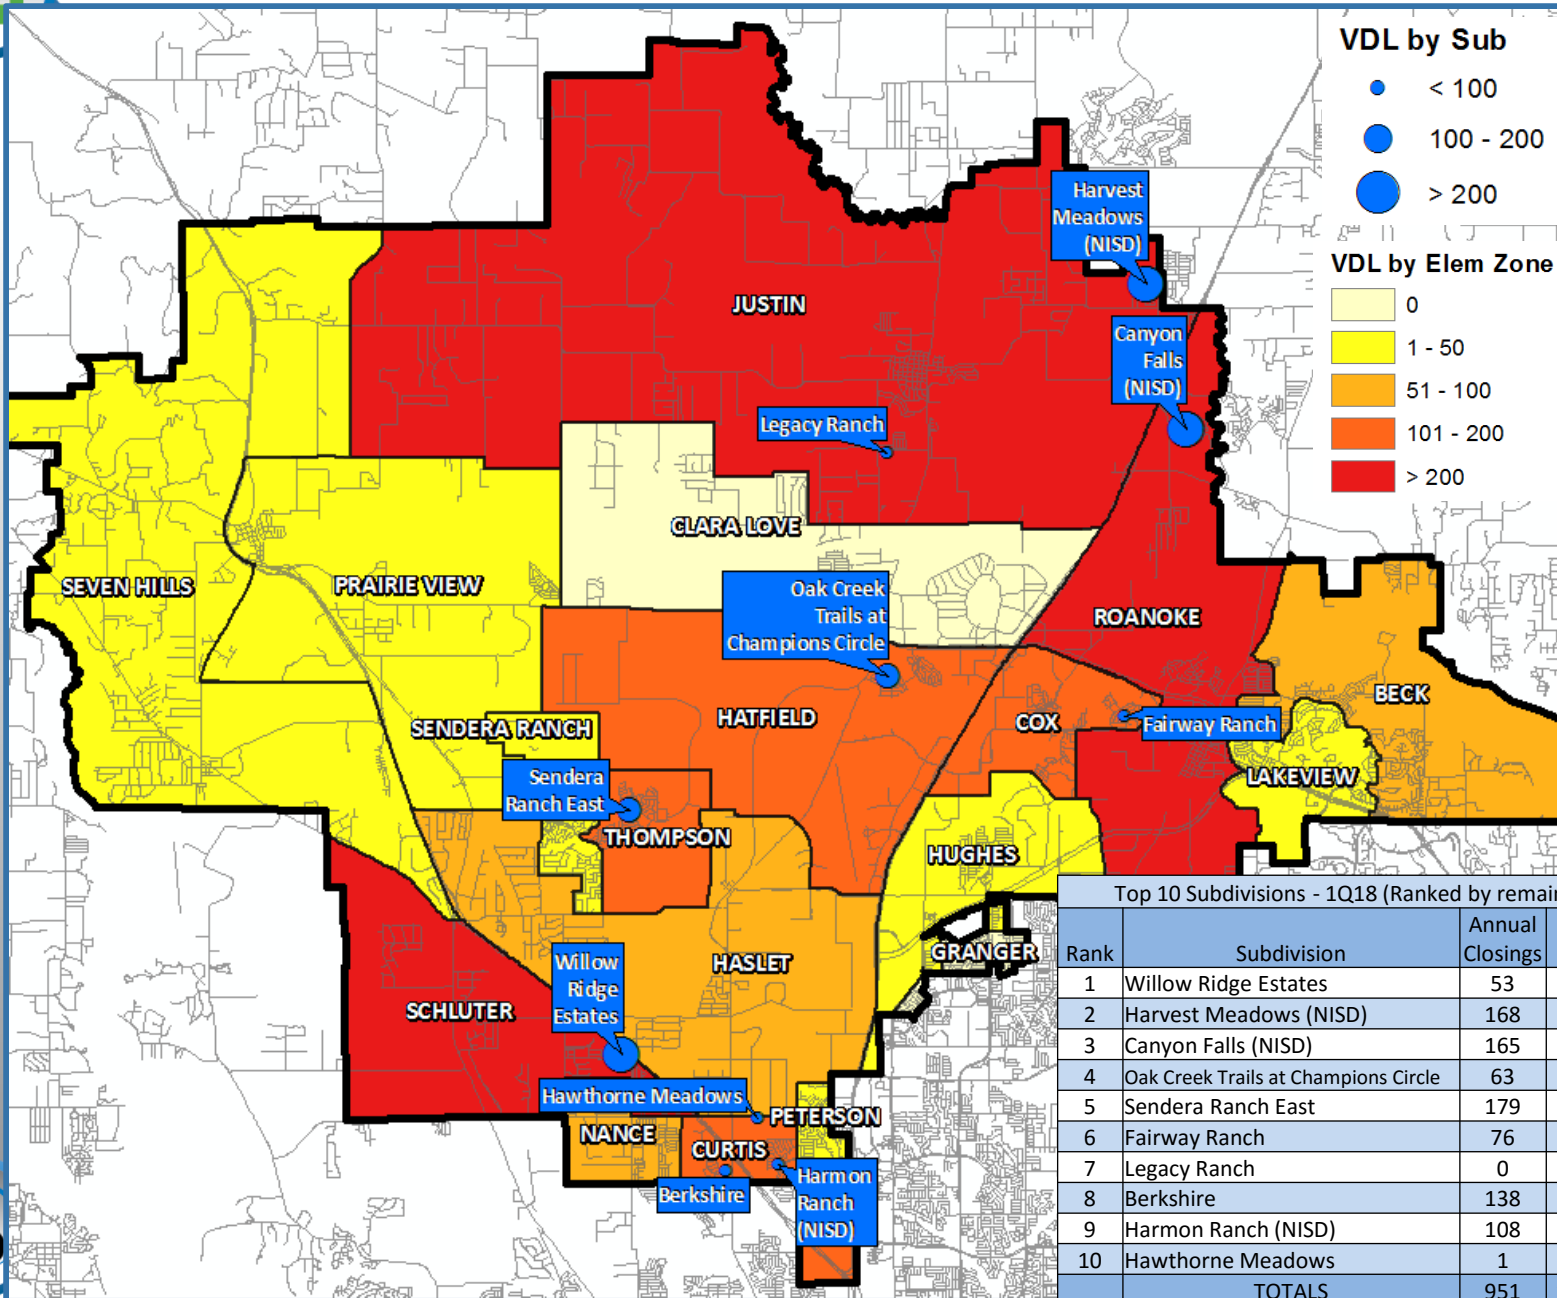 VDL by Sub
< 100
100 - 200
> 200
VDL by Elem Zone
0
1 - 50
51 - 100
101 - 200
> 200
Harvest
Meadows
(NISD)
JUSTIN
Canyon
Falls
(NISD)
Legacy Ranch
CLARA LOVE
SEVEN HILLS
PRAIRIE VIEW
Oak Creek
Trails at
Champions Circle
ROANOKE
BECK
SENDERA RANCH
HATFIELD
COX
Fairway Ranch
LAKEVIEW
Sendera
Ranch East
THOMPSON
HUGHES
GRANGER
HASLET
Willow
Ridge
Estates
SCHLUTER
Hawthorne Meadows
PETERSON
NANCE
CURTIS
Berkshire
Harmon
Ranch
(NISD)
Top 10 Subdivisions - 1Q18 (Ranked by remain
Rank Subdivision Annual Closings
1 Willow Ridge Estates 53
2 Harvest Meadows (NISD) 168
3 Canyon Falls (NISD) 165
4 Oak Creek Trails at Champions Circle 63
5 Sendera Ranch East 179
6 Fairway Ranch 76
7 Legacy Ranch 0
8 Berkshire 138
9 Harmon Ranch (NISD) 108
10 Hawthorne Meadows 1
TOTALS 951